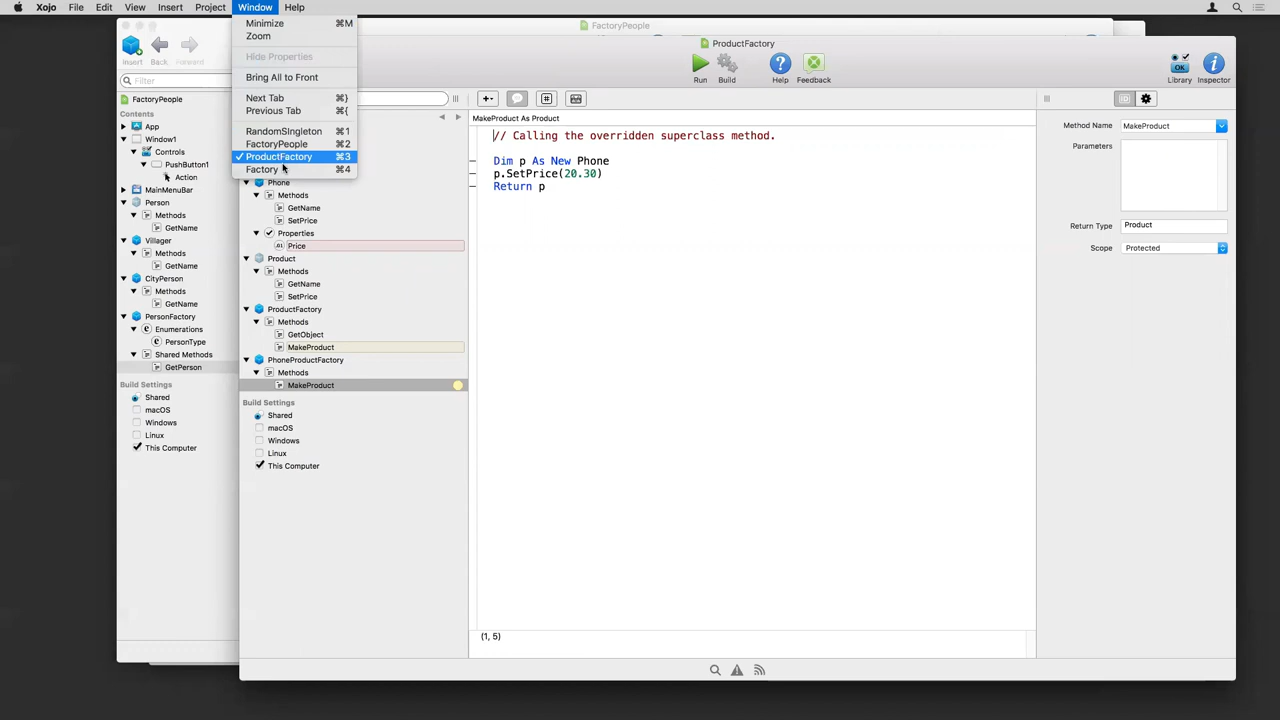 Xojo File Edit View Insert Project Window Help
FactoryPeople
Insert Back Forward
Filter
FactoryPeople
Contents
App
Window1
Controls
PushButton1
Action
MainMenuBar
Person
Methods
GetName
Villager
Methods
GetName
CityPerson
Methods
GetName
PersonFactory
Enumerations
PersonType
Shared Methods
GetPerson
Build Settings
Shared
macOS
Windows
Linux
This Computer
Minimize ⌘M
Zoom
Hide Properties
Bring All to Front
Next Tab ⌘}
Previous Tab ⌘{
RandomSIngleton ⌘1
FactoryPeople ⌘2
ProductFactory ⌘3
Factory ⌘4
ProductFactory
Run Build Help Feedback OK Library Inspector
Phone
Methods
GetName
SetPrice
Properties
Price
Product
Methods
GetName
SetPrice
ProductFactory
Methods
GetObject
MakeProduct
PhoneProductFactory
Methods
MakeProduct
Build Settings
Shared
macOS
Windows
Linux
This Computer
MakeProduct As Product
// Calling the overridden superclass method.
Dim p As New Phone
p.SetPrice(20.30)
Return p
(1, 5)
ID
Method Name MakeProduct
Parameters
Return Type Product
Scope Protected